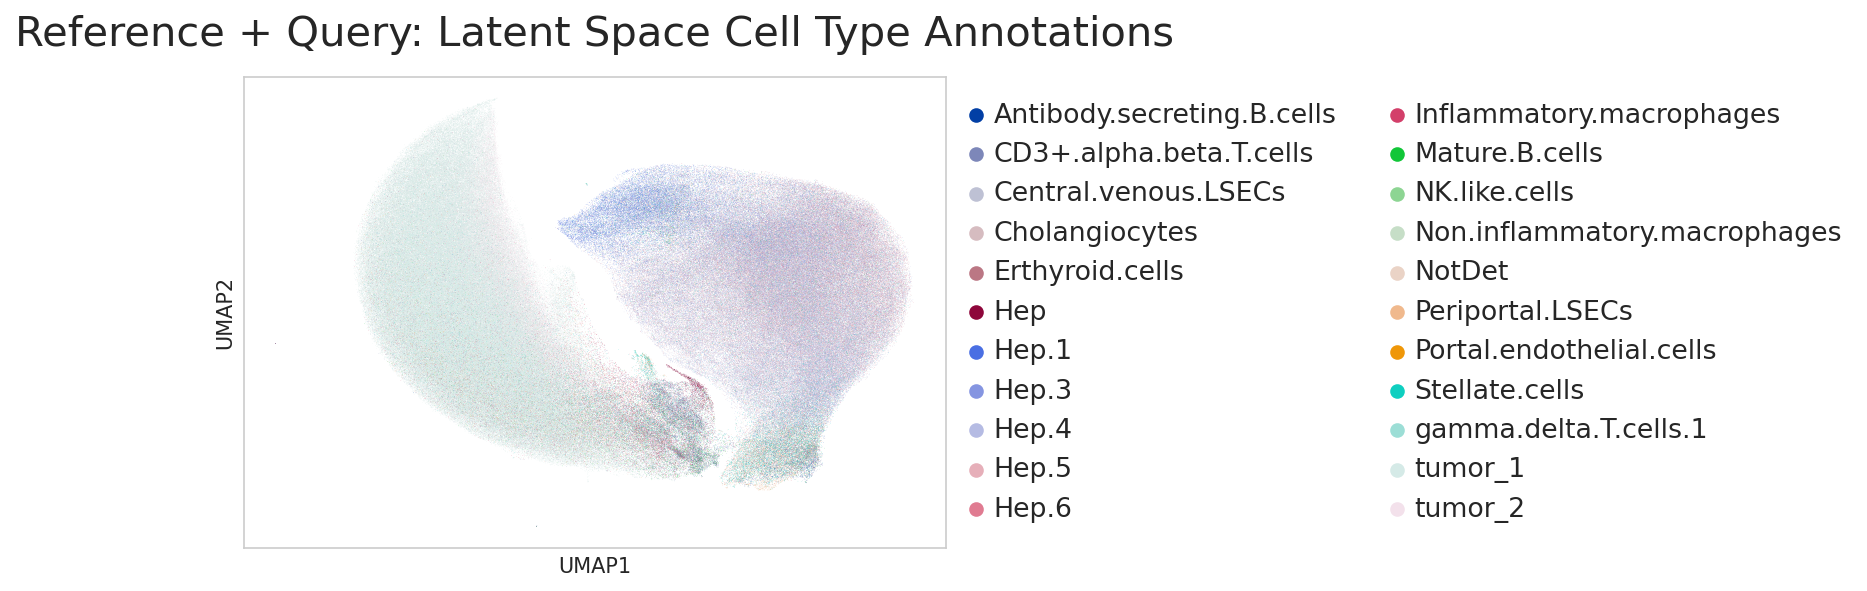 Reference + Query: Latent Space Cell Type Annotations
UMAP2
UMAP1
Antibody.secreting.B.cells
CD3+.alpha.beta.T.cells
Central.venous.LSECs
Cholangiocytes
Erthyroid.cells
Hep
Hep.1
Hep.3
Hep.4
Hep.5
Hep.6
Inflammatory.macrophages
Mature.B.cells
NK.like.cells
Non.inflammatory.macrophages
NotDet
Periportal.LSECs
Portal.endothelial.cells
Stellate.cells
gamma.delta.T.cells.1
tumor_1
tumor_2